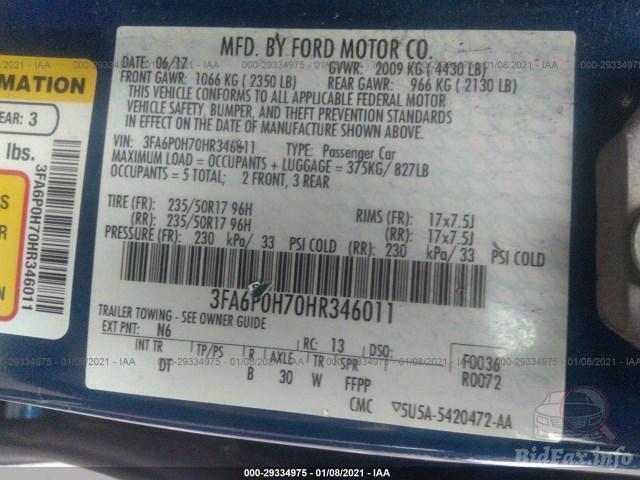 MFD. BY FORD MOTOR CO.
DATE: 06/17 GVWR: 2009 KG ( 4430 LB)
FRONT GAWR: 1066 KG ( 2350 LB) REAR GAWR: 966 KG ( 2130 LB)
THIS VEHICLE CONFORMS TO ALL APPLICABLE FEDERAL MOTOR
VEHICLE SAFETY, BUMPER, AND THEFT PREVENTION STANDARDS
IN EFFECT ON THE DATE OF MANUFACTURE SHOWN ABOVE.
VIN: 3FA6P0H70HR346011 TYPE: Passenger Car
MAXIMUM LOAD = OCCUPANTS + LUGGAGE = 375KG/ 827LB
OCCUPANTS = 5 TOTAL; 2 FRONT, 3 REAR
TIRE (FR): 235/50R17 96H RIMS (FR): 17x7.5J
(RR): 235/50R17 96H (RR): 17x7.5J
PRESSURE (FR): 230 kPa/ 33 PSI COLD (RR): 230 kPa/ 33 PSI COLD
3FA6P0H70HR346011
TRAILER TOWING - SEE OWNER GUIDE
EXT PNT: N6 RC: 13 DSO:
INT TR TP/PS R AXLE TR SPR
DT B 30 W FFPP
B
F0036
R0072
CMC 5U5A-5420472-AA
RMATION
EAR: 3
lbs.
S
R
3FA6P0H70HR346011
000-29334975 - 01/08/2021 - IAA
BidFax.info